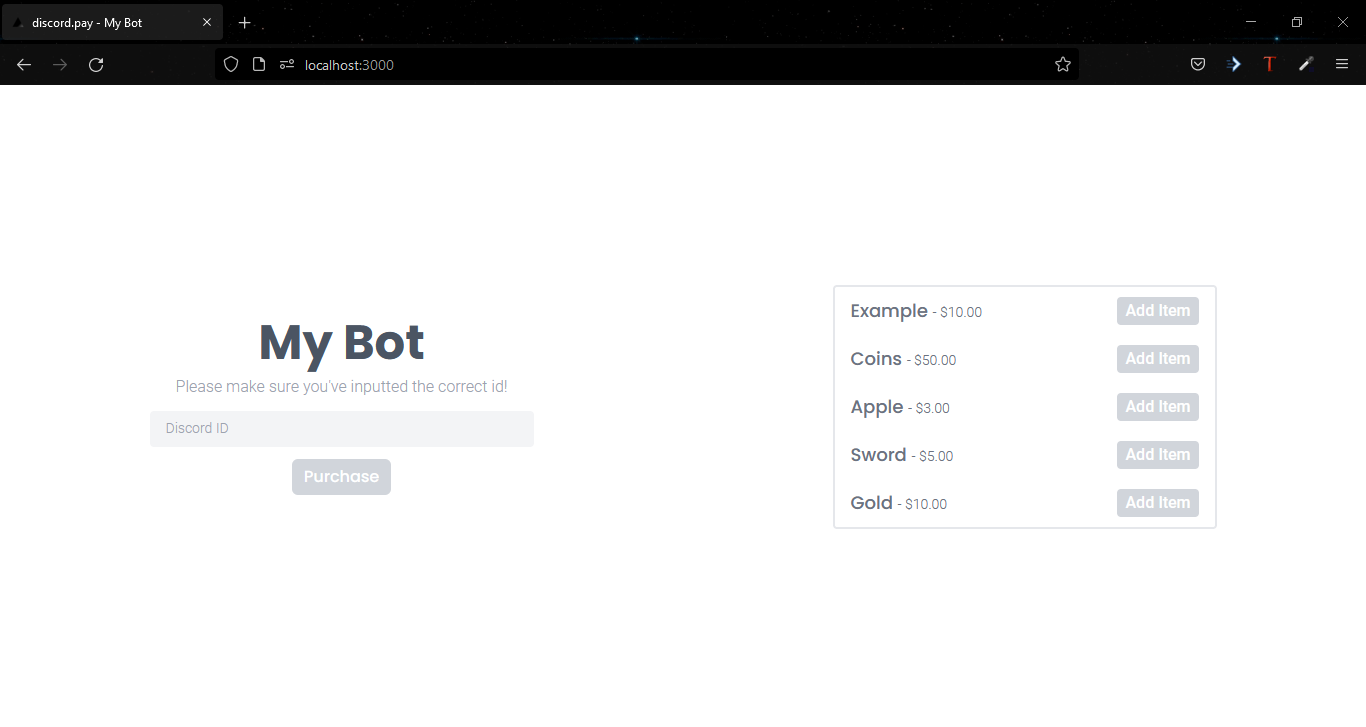 discord.pay - My Bot
localhost:3000
My Bot
Please make sure you've inputted the correct id!
Discord ID
Purchase
Example - $10.00 Add Item
Coins - $50.00 Add Item
Apple - $3.00 Add Item
Sword - $5.00 Add Item
Gold - $10.00 Add Item